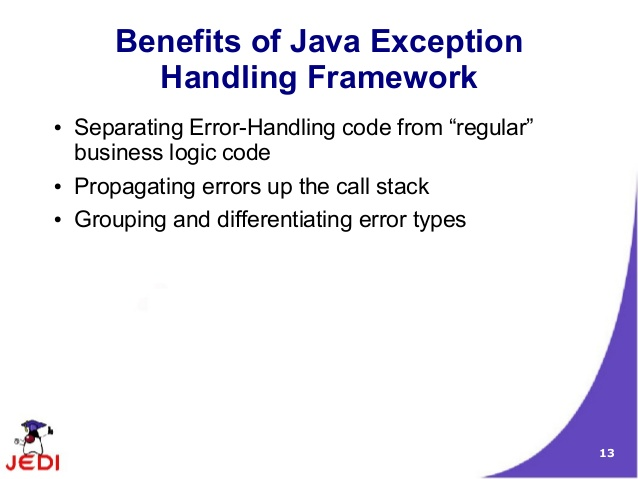 Benefits of Java Exception
Handling Framework
• Separating Error-Handling code from “regular”
business logic code
• Propagating errors up the call stack
• Grouping and differentiating error types
JEDI
13